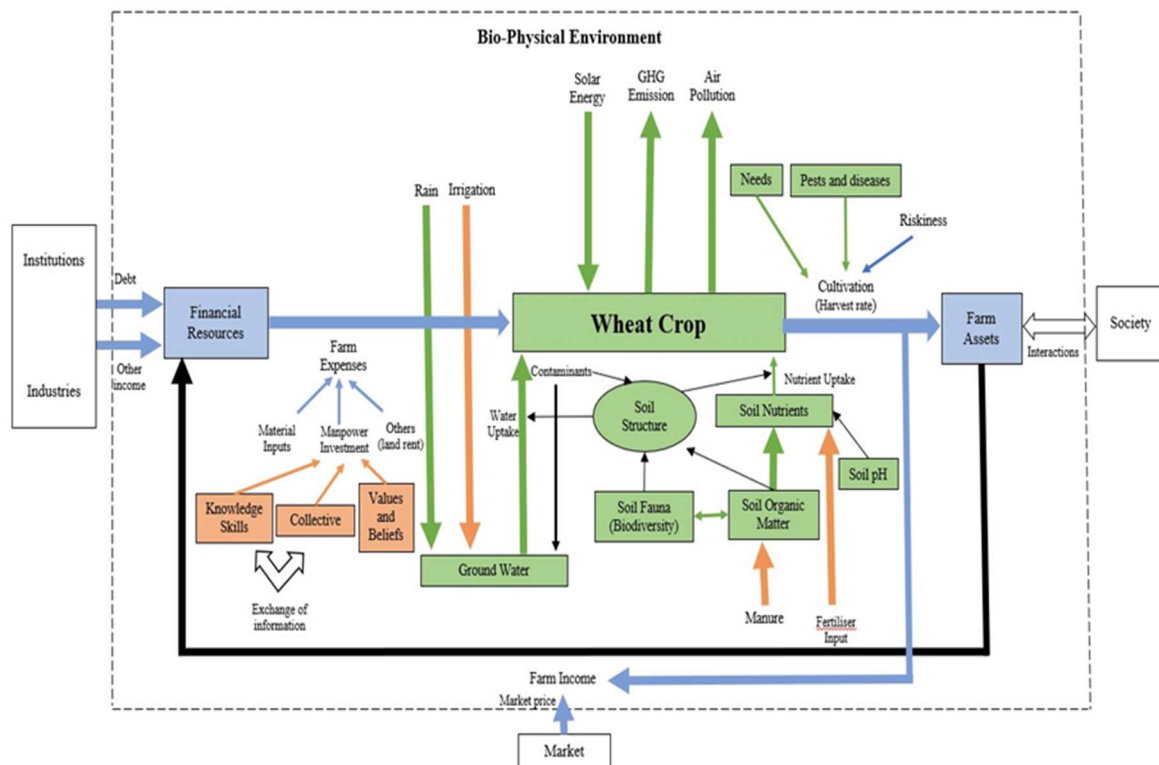 Bio-Physical Environment
Solar
Energy
GHG
Emission
Air
Pollution
Needs
Pests and diseases
Rain
Irrigation
Riskiness
Institutions
Industries
Debt
Other
income
Financial
Resources
Wheat Crop
Cultivation
(Harvest rate)
Farm
Assets
Interactions
Society
Farm
Expenses
Material
Inputs
Manpower
Investment
Others
(land rent)
Knowledge
Skills
Collective
Values
and
Beliefs
Exchange of
information
Contaminants
Water
Uptake
Soil
Structure
Nutrient Uptake
Soil Nutrients
Soil pH
Soil Fauna
(Biodiversity)
Soil Organic
Matter
Ground Water
Manure
Fertiliser
Input
Farm Income
Market price
Market